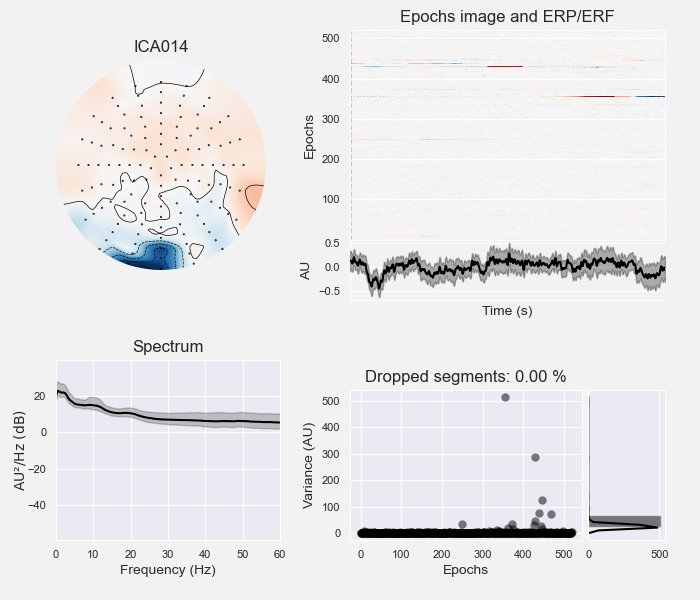 ICA014
Epochs image and ERP/ERF
500
400
300
200
100
Epochs
0.5
0.0
−0.5
AU
Time (s)
Spectrum
20
0
−20
−40
AU²/Hz (dB)
0 10 20 30 40 50 60
Frequency (Hz)
Dropped segments: 0.00 %
500
400
300
200
100
0
Variance (AU)
0 100 200 300 400 500
Epochs
0 500